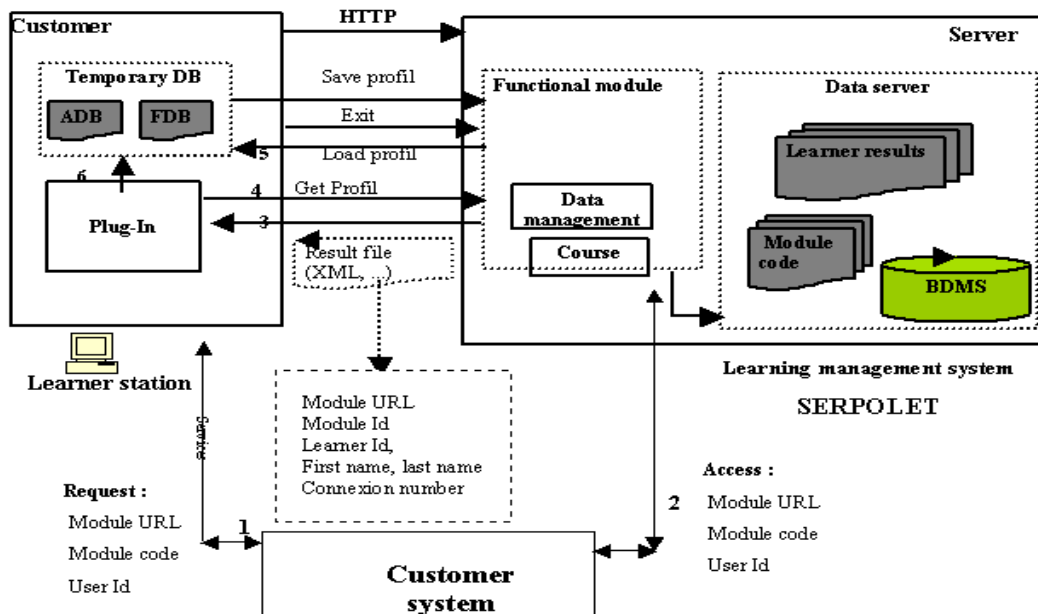 Customer
HTTP
Server
Temporary DB
ADB
FDB
Save profil
Exit
5
Load profil
6
4
Get Profil
3
Plug-In
Result file
(XML, ...)
Functional module
Data
management
Course
Data server
Learner results
Module
code
BDMS
Learner station
Learning management system
SERPOLET
Service
Module URL
Module Id
Learner Id,
First name, last name
Connexion number
Request :
Module URL
Module code
User Id
1
2
Access :
Module URL
Module code
User Id
Customer
system